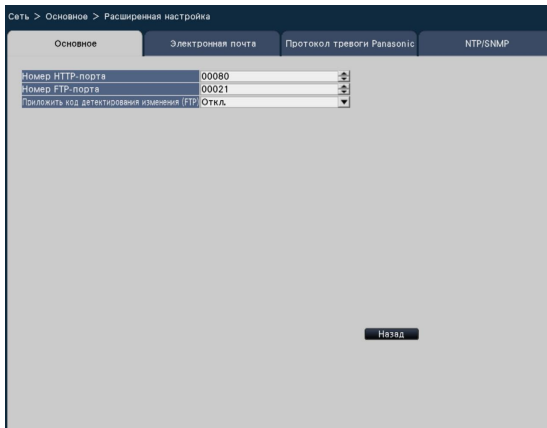 Сеть > Основное > Расширенная настройка
Основное
Электронная почта
Протокол тревоги Panasonic
NTP/SNMP
Номер HTTP-порта 00080
Номер FTP-порта 00021
Приложить код детектирования изменения (FTP) Откл.
Назад